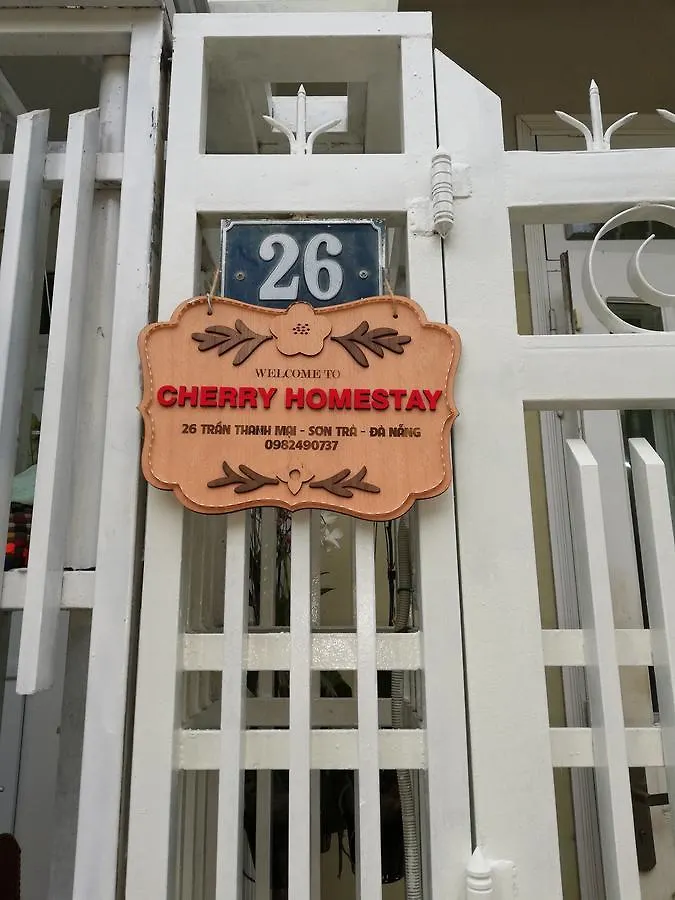 26
WELCOME TO
CHERRY HOMESTAY
26 TRẦN THANH MẠI - SƠN TRÀ - ĐÀ NẴNG
0982490737